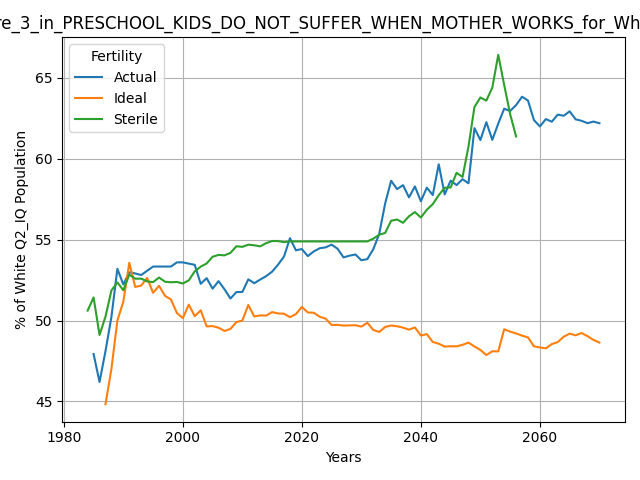 re_3_in_PRESCHOOL_KIDS_DO_NOT_SUFFER_WHEN_MOTHER_WORKS_for_Wh
Fertility
Actual
Ideal
Sterile
% of White Q2_IQ Population
65
60
55
50
45
1980
2000
2020
2040
2060
Years